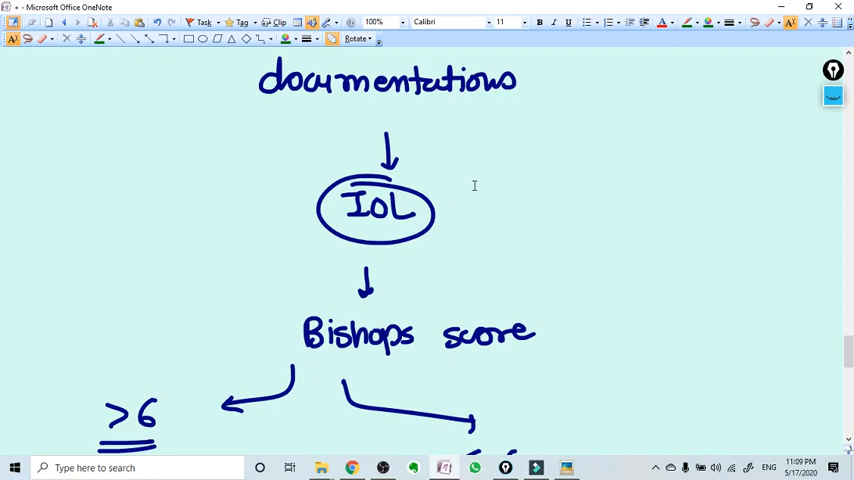 - Microsoft Office OneNote
Task Tag Clip 100% Calibri 11
Rotate
documentations
IOL
Bishops score
>6
Type here to search
ENG
11:09 PM
5/17/2020